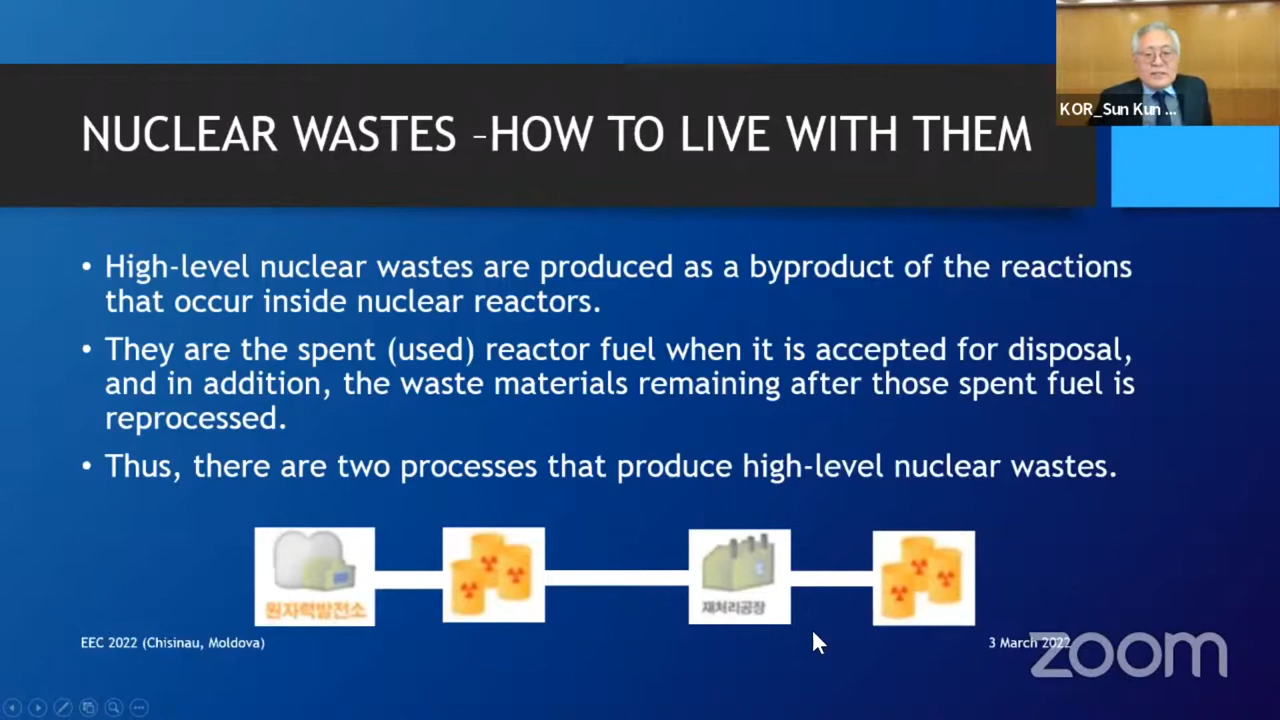 KOR_Sun Kun ...
NUCLEAR WASTES –HOW TO LIVE WITH THEM
• High-level nuclear wastes are produced as a byproduct of the reactions
that occur inside nuclear reactors.
• They are the spent (used) reactor fuel when it is accepted for disposal,
and in addition, the waste materials remaining after those spent fuel is
reprocessed.
• Thus, there are two processes that produce high-level nuclear wastes.
원자력발전소
재처리공장
EEC 2022 (Chisinau, Moldova)
3 March 2022
zoom